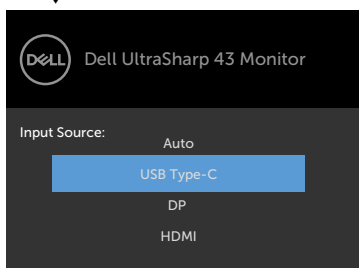 DELL
Dell UltraSharp 43 Monitor
Input Source:
Auto
USB Type-C
DP
HDMI